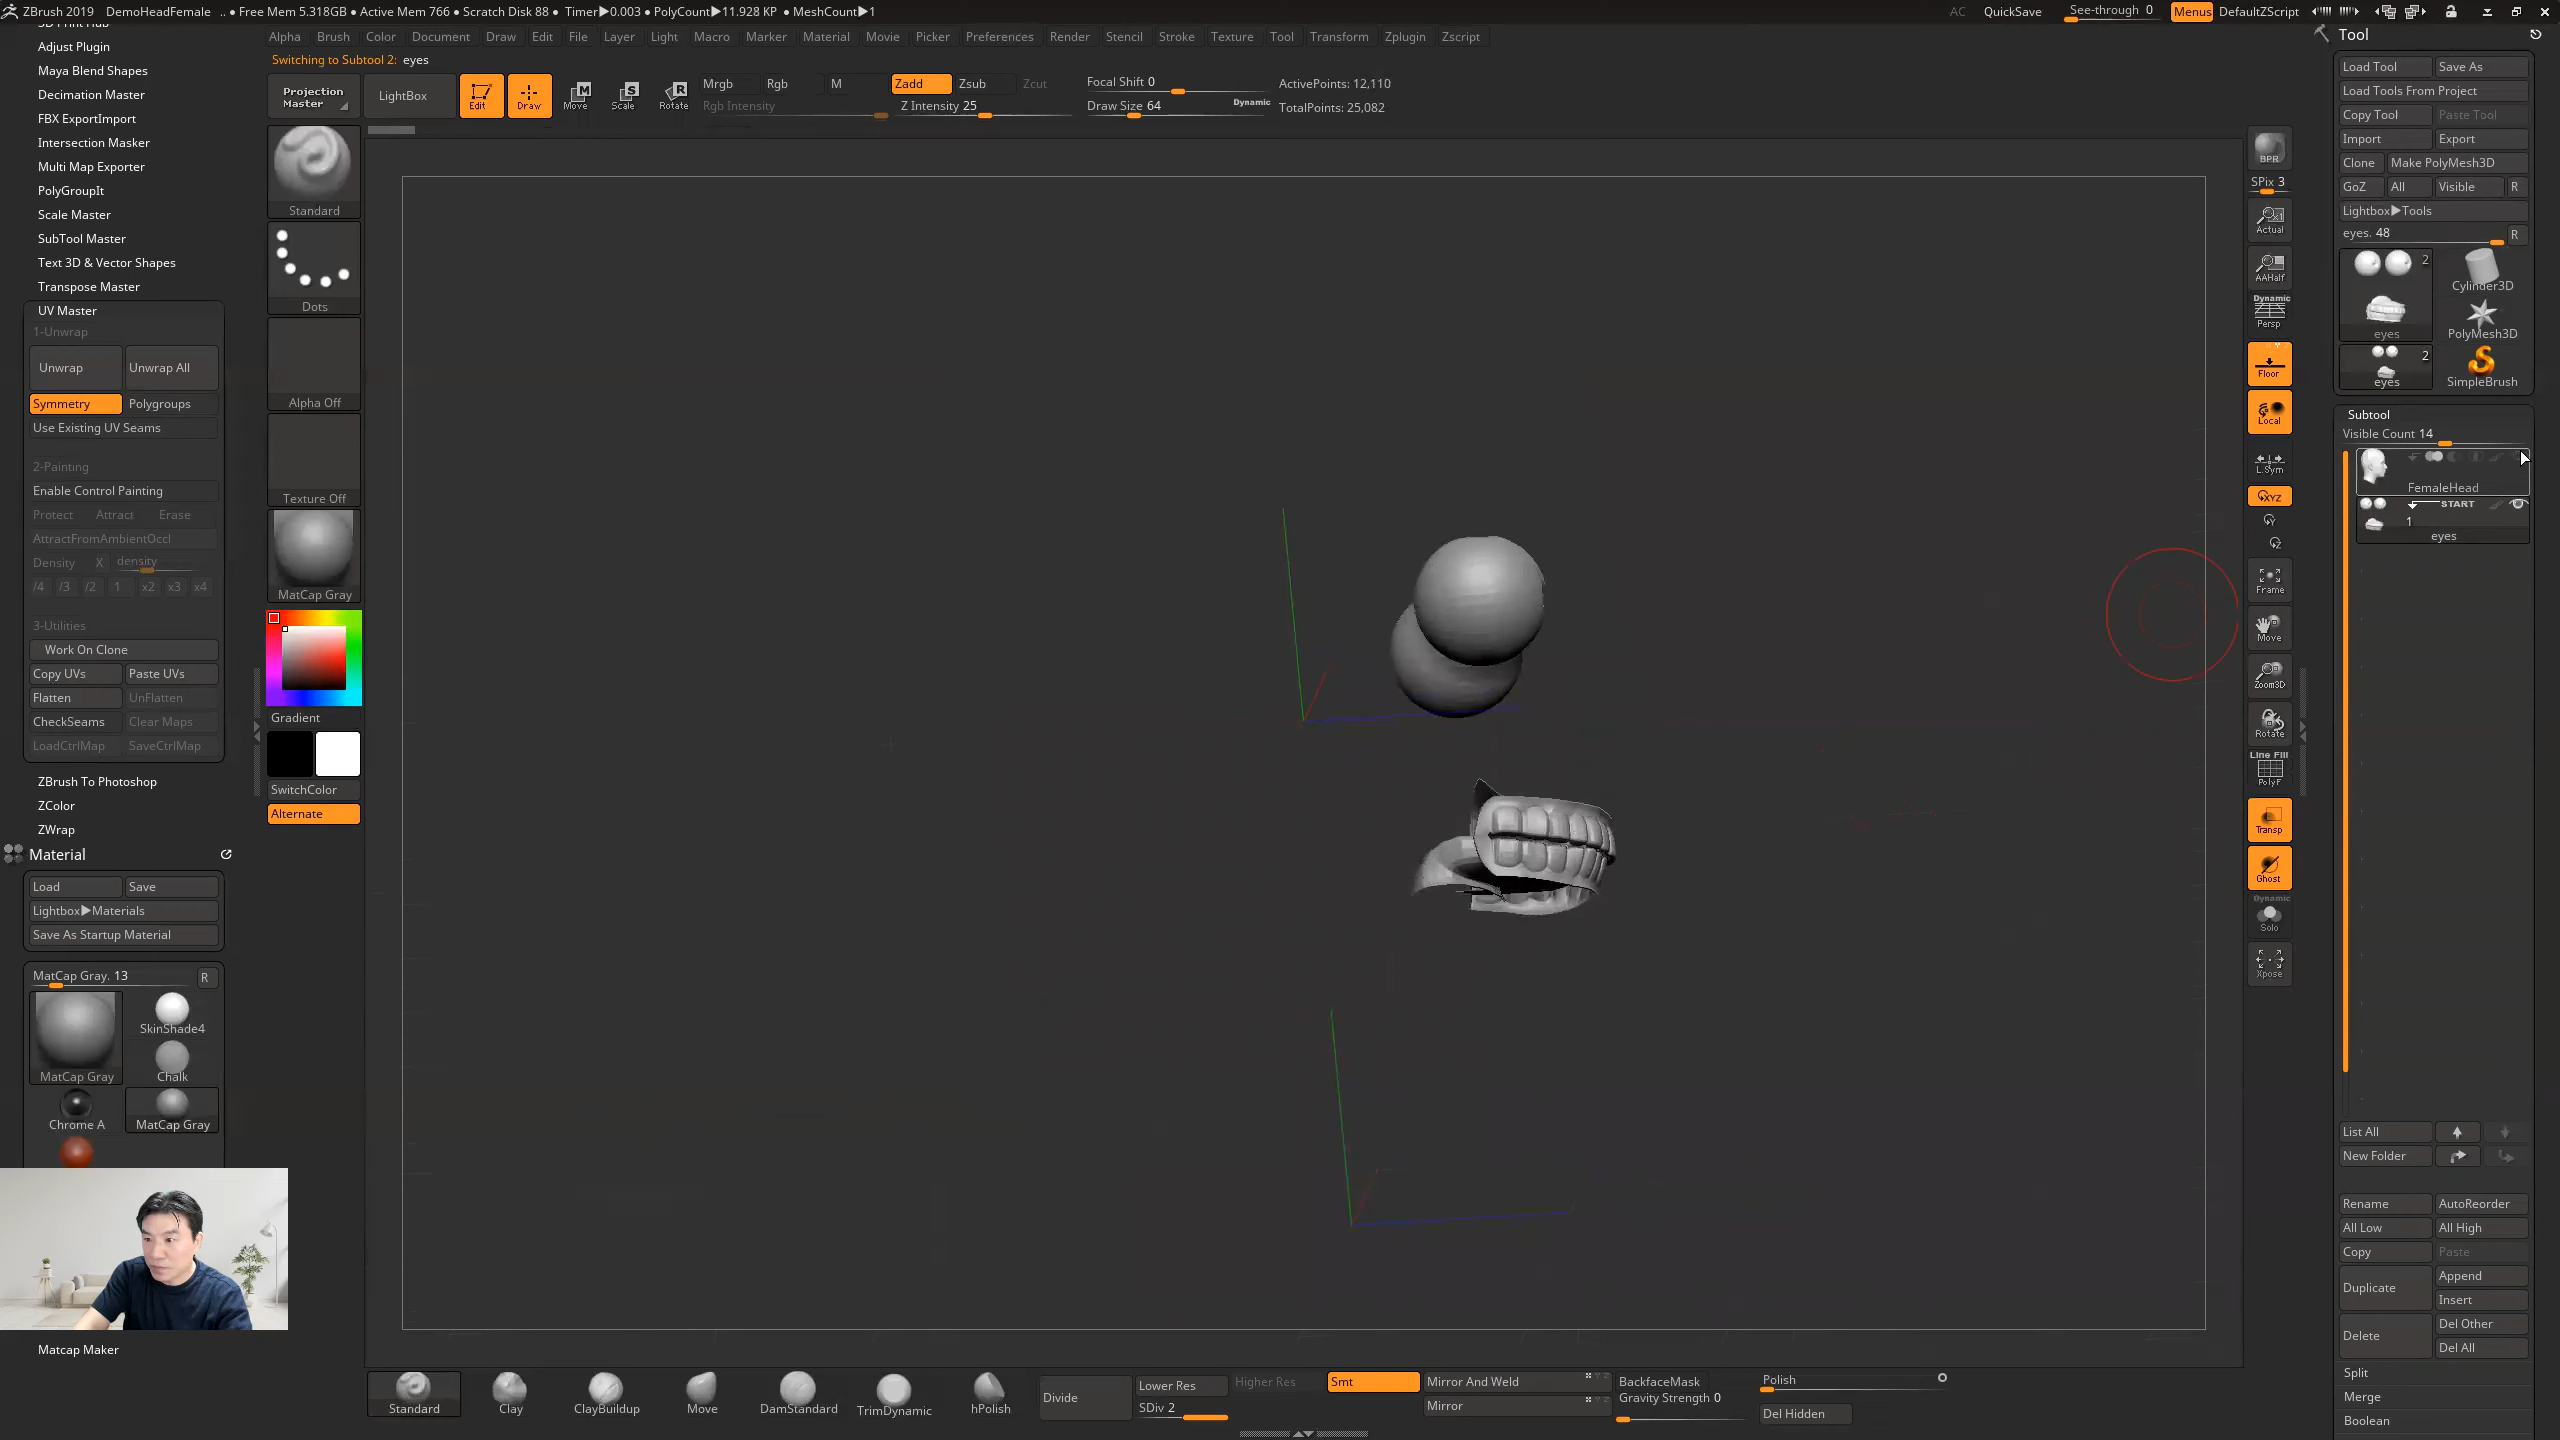 ZBrush 2019 DemoHeadFemale .. • Free Mem 5.318GB • Active Mem 766 • Scratch Disk 88 • Timer▶0.003 • PolyCount▶11.928 KP • MeshCount▶1
AC QuickSave See-through 0 Menus DefaultZScript
Alpha Brush Color Document Draw Edit File Layer Light Macro Marker Material Movie Picker Preferences Render Stencil Stroke Texture Tool Transform Zplugin Zscript
Switching to Subtool 2: eyes
Projection Master
LightBox
Edit
Draw
Move
Scale
Rotate
Mrgb Rgb M Zadd Zsub Zcut
Rgb Intensity Z Intensity 25
Focal Shift 0
Draw Size 64 Dynamic
ActivePoints: 12,110
TotalPoints: 25,082
Adjust Plugin
Maya Blend Shapes
Decimation Master
FBX ExportImport
Intersection Masker
Multi Map Exporter
PolyGroupIt
Scale Master
SubTool Master
Text 3D & Vector Shapes
Transpose Master
UV Master
1-Unwrap
Unwrap Unwrap All
Symmetry Polygroups
Use Existing UV Seams
2-Painting
Enable Control Painting
Protect Attract Erase
AttractFromAmbientOccl
Density X density
/4 /3 /2 1 x2 x3 x4
3-Utilities
Work On Clone
Copy UVs Paste UVs
Flatten UnFlatten
CheckSeams Clear Maps
LoadCtrlMap SaveCtrlMap
ZBrush To Photoshop
ZColor
ZWrap
Material
Load Save
Lightbox▶Materials
Save As Startup Material
MatCap Gray. 13 R
SkinShade4
MatCap Gray Chalk
Chrome A MatCap Gray
Matcap Maker
Standard
Dots
Alpha Off
Texture Off
MatCap Gray
Gradient
SwitchColor
Alternate
BPR
SPix 3
Actual
AAHalf
Dynamic
Persp
Floor
Local
L.Sym
XYZ
Y
Z
Frame
Move
Zoom3D
Rotate
Line Fill
PolyF
Transp
Ghost
Dynamic
Solo
Xpose
Tool
Load Tool Save As
Load Tools From Project
Copy Tool Paste Tool
Import Export
Clone Make PolyMesh3D
GoZ All Visible R
Lightbox▶Tools
eyes. 48 R
2
Cylinder3D
eyes PolyMesh3D
2
eyes SimpleBrush
Subtool
Visible Count 14
FemaleHead
START
1
eyes
List All
New Folder
Rename AutoReorder
All Low All High
Copy Paste
Duplicate Append
Insert
Delete Del Other
Del All
Split
Merge
Boolean
Standard
Clay
ClayBuildup
Move
DamStandard
TrimDynamic
hPolish
Divide
Lower Res Higher Res
SDiv 2
Smt
Mirror And Weld
Mirror
BackfaceMask
Gravity Strength 0
Polish
Del Hidden